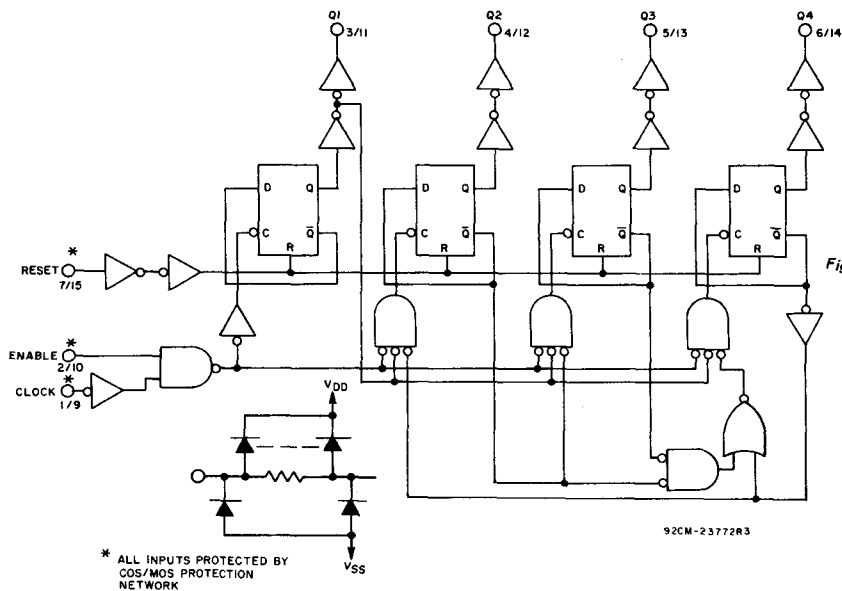 Q1
Q2
Q3
Q4
3/11
4/12
5/13
6/14
D Q
D Q
D Q
D Q
C Q̅
C Q̅
C Q̅
C Q̅
R
R
R
R
*
RESET
7/15
Fig
*
ENABLE
2/10
*
CLOCK
1/9
VDD
VSS
92CM-23772R3
* ALL INPUTS PROTECTED BY
COS/MOS PROTECTION
NETWORK